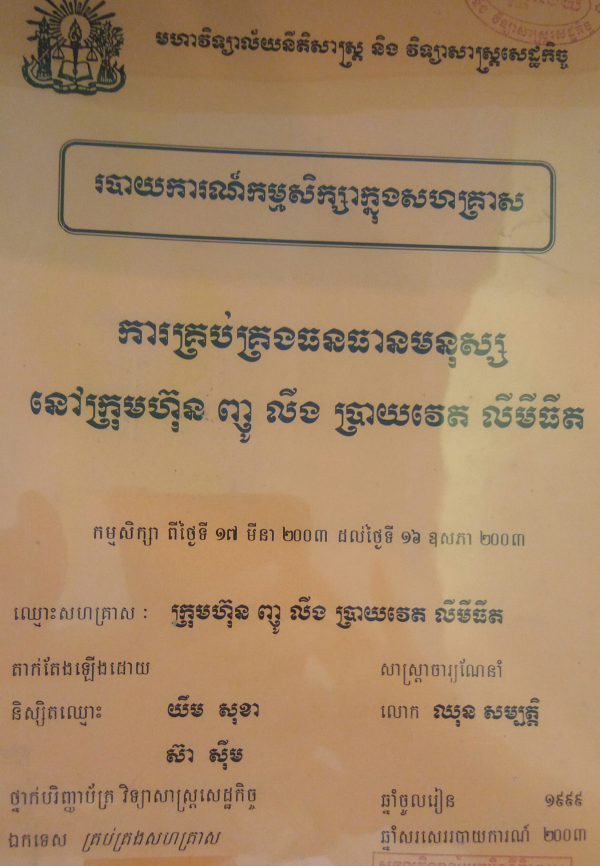 មហាវិទ្យាល័យនីតិសាស្ត្រ និង វិទ្យាសាស្ត្រសេដ្ឋកិច្ច
របាយការណ៍កម្មសិក្សាក្នុងសហគ្រាស
ការគ្រប់គ្រងធនធានមនុស្ស
នៅក្រុមហ៊ុន ញូ លីង ប្រាយវេត លីមីធីត
កម្មសិក្សា ពីថ្ងៃទី ១៧ មីនា ២០០៣ ដល់ថ្ងៃទី ១៦ ឧសភា ២០០៣
ឈ្មោះសហគ្រាស : ក្រុមហ៊ុន ញូ លីង ប្រាយវេត លីមីធីត
តាក់តែងឡើងដោយ សាស្ត្រាចារ្យណែនាំ
និស្សិតឈ្មោះ យឹម សុខា លោក ឈុន សម្បត្តិ
ស៊ា ស៊ីម
ថ្នាក់បរិញ្ញាប័ត្រ វិទ្យាសាស្ត្រសេដ្ឋកិច្ច ឆ្នាំចូលរៀន ១៩៩៩
ឯកទេស គ្រប់គ្រងសហគ្រាស ឆ្នាំសរសេររបាយការណ៍ ២០០៣